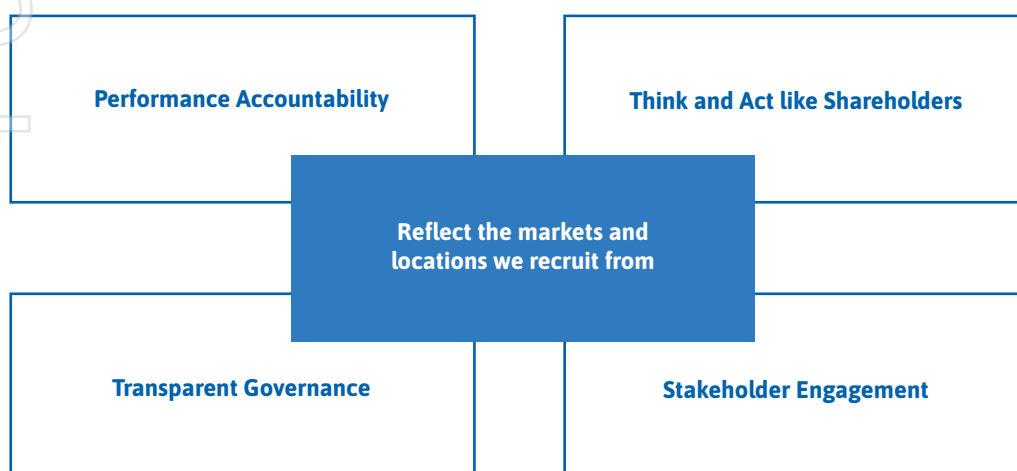 Performance Accountability
Think and Act like Shareholders
Reflect the markets and
locations we recruit from
Transparent Governance
Stakeholder Engagement